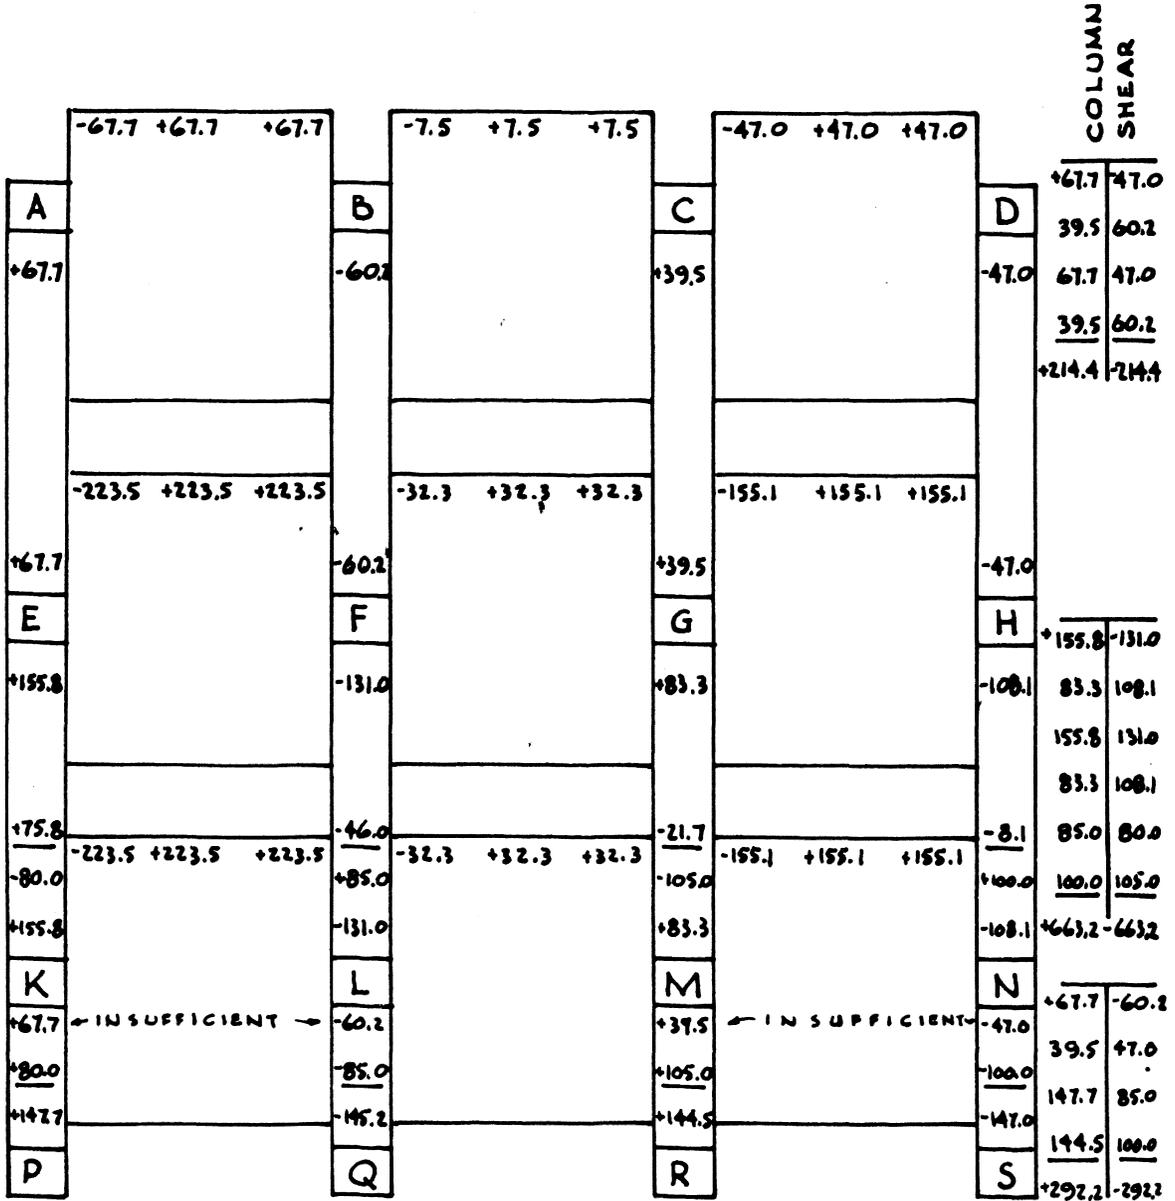 COLUMN
SHEAR
-67.7 +67.7 +67.7 -7.5 +7.5 +7.5 -47.0 +47.0 +47.0
+67.7 -47.0
A B C D
39.5 60.2
+67.7 -60.2 +39.5 -47.0 67.7 47.0
39.5 60.2
+214.4 -214.4
-223.5 +223.5 +223.5 -32.3 +32.3 +32.3 -155.1 +155.1 +155.1
+67.7 -60.2 +39.5 -47.0
E F G H
+155.8 -131.0
+155.8 -131.0 +83.3 -108.1 83.3 108.1
155.8 131.0
83.3 108.1
+75.8 -46.0 -21.7 -8.1 85.0 80.0
-223.5 +223.5 +223.5 -32.3 +32.3 +32.3 -155.1 +155.1 +155.1
-80.0 +85.0 -105.0 +100.0 100.0 105.0
+155.8 -131.0 +83.3 -108.1 +663.2 -663.2
K L M N
+67.7 -60.2
+67.7 INSUFFICIENT -60.2 +39.5 INSUFFICIENT -47.0
39.5 47.0
+80.0 -85.0 +105.0 -100.0
147.7 85.0
+147.7 -145.2 +144.5 -147.0
144.5 100.0
P Q R S
+292.2 -292.2